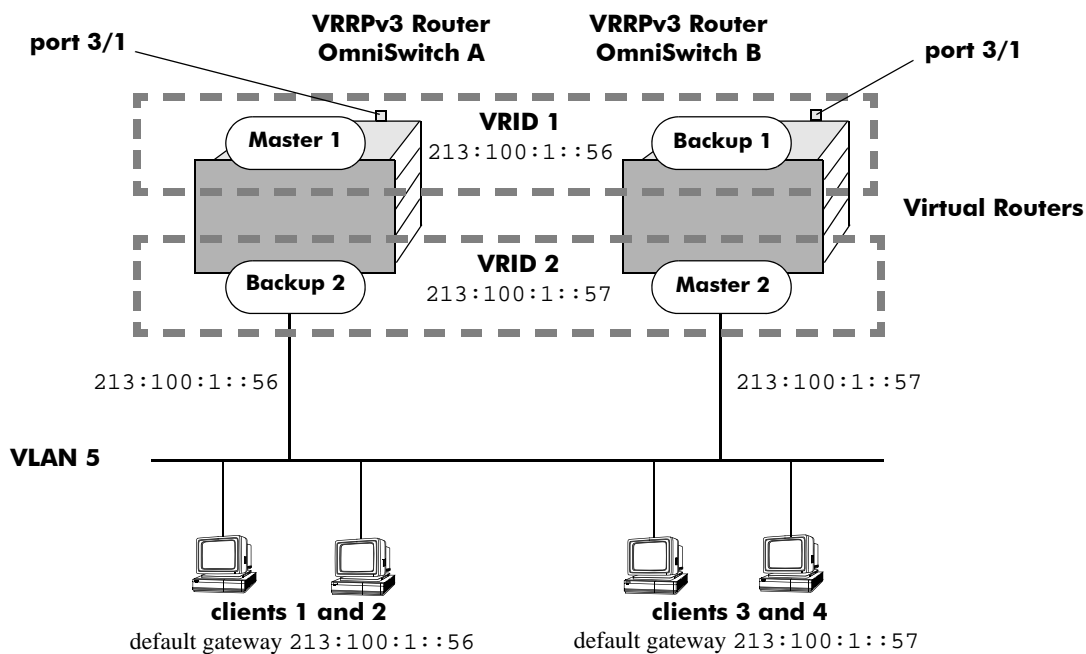 VRRPv3 Router
OmniSwitch A
VRRPv3 Router
OmniSwitch B
port 3/1
port 3/1
VRID 1
213:100:1::56
Master 1
Backup 1
Virtual Routers
VRID 2
213:100:1::57
Backup 2
Master 2
213:100:1::56
213:100:1::57
VLAN 5
clients 1 and 2
default gateway 213:100:1::56
clients 3 and 4
default gateway 213:100:1::57